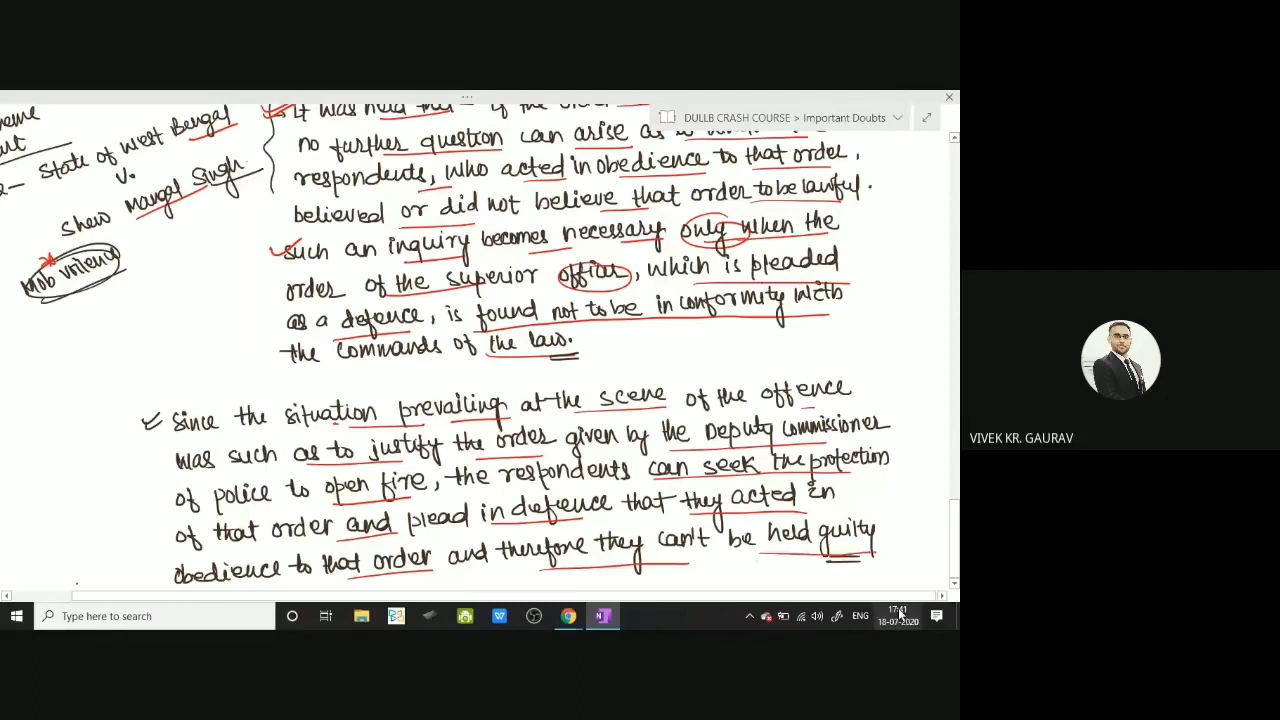 DULLB CRASH COURSE > Important Doubts
It was held that - if the order
no further question can arise as to
respondents, who acted in obedience to that order,
believed or did not believe that order to be lawful.
such an inquiry becomes necessary only when the
order of the superior officer, which is pleaded
as a defence, is found not to be in conformity with
the commands of the law.
State of West Bengal
V.
Shew Mangal Singh
Since the situation prevailing at the scene of the offence
was such as to justify the order given by the Deputy Commissioner
of police to open fire, the respondents can seek the protection
of that order and plead in defence that they acted in
obedience to that order and therefore they can't be held guilty
VIVEK KR. GAURAV
Type here to search
ENG
17:41
18-07-2020